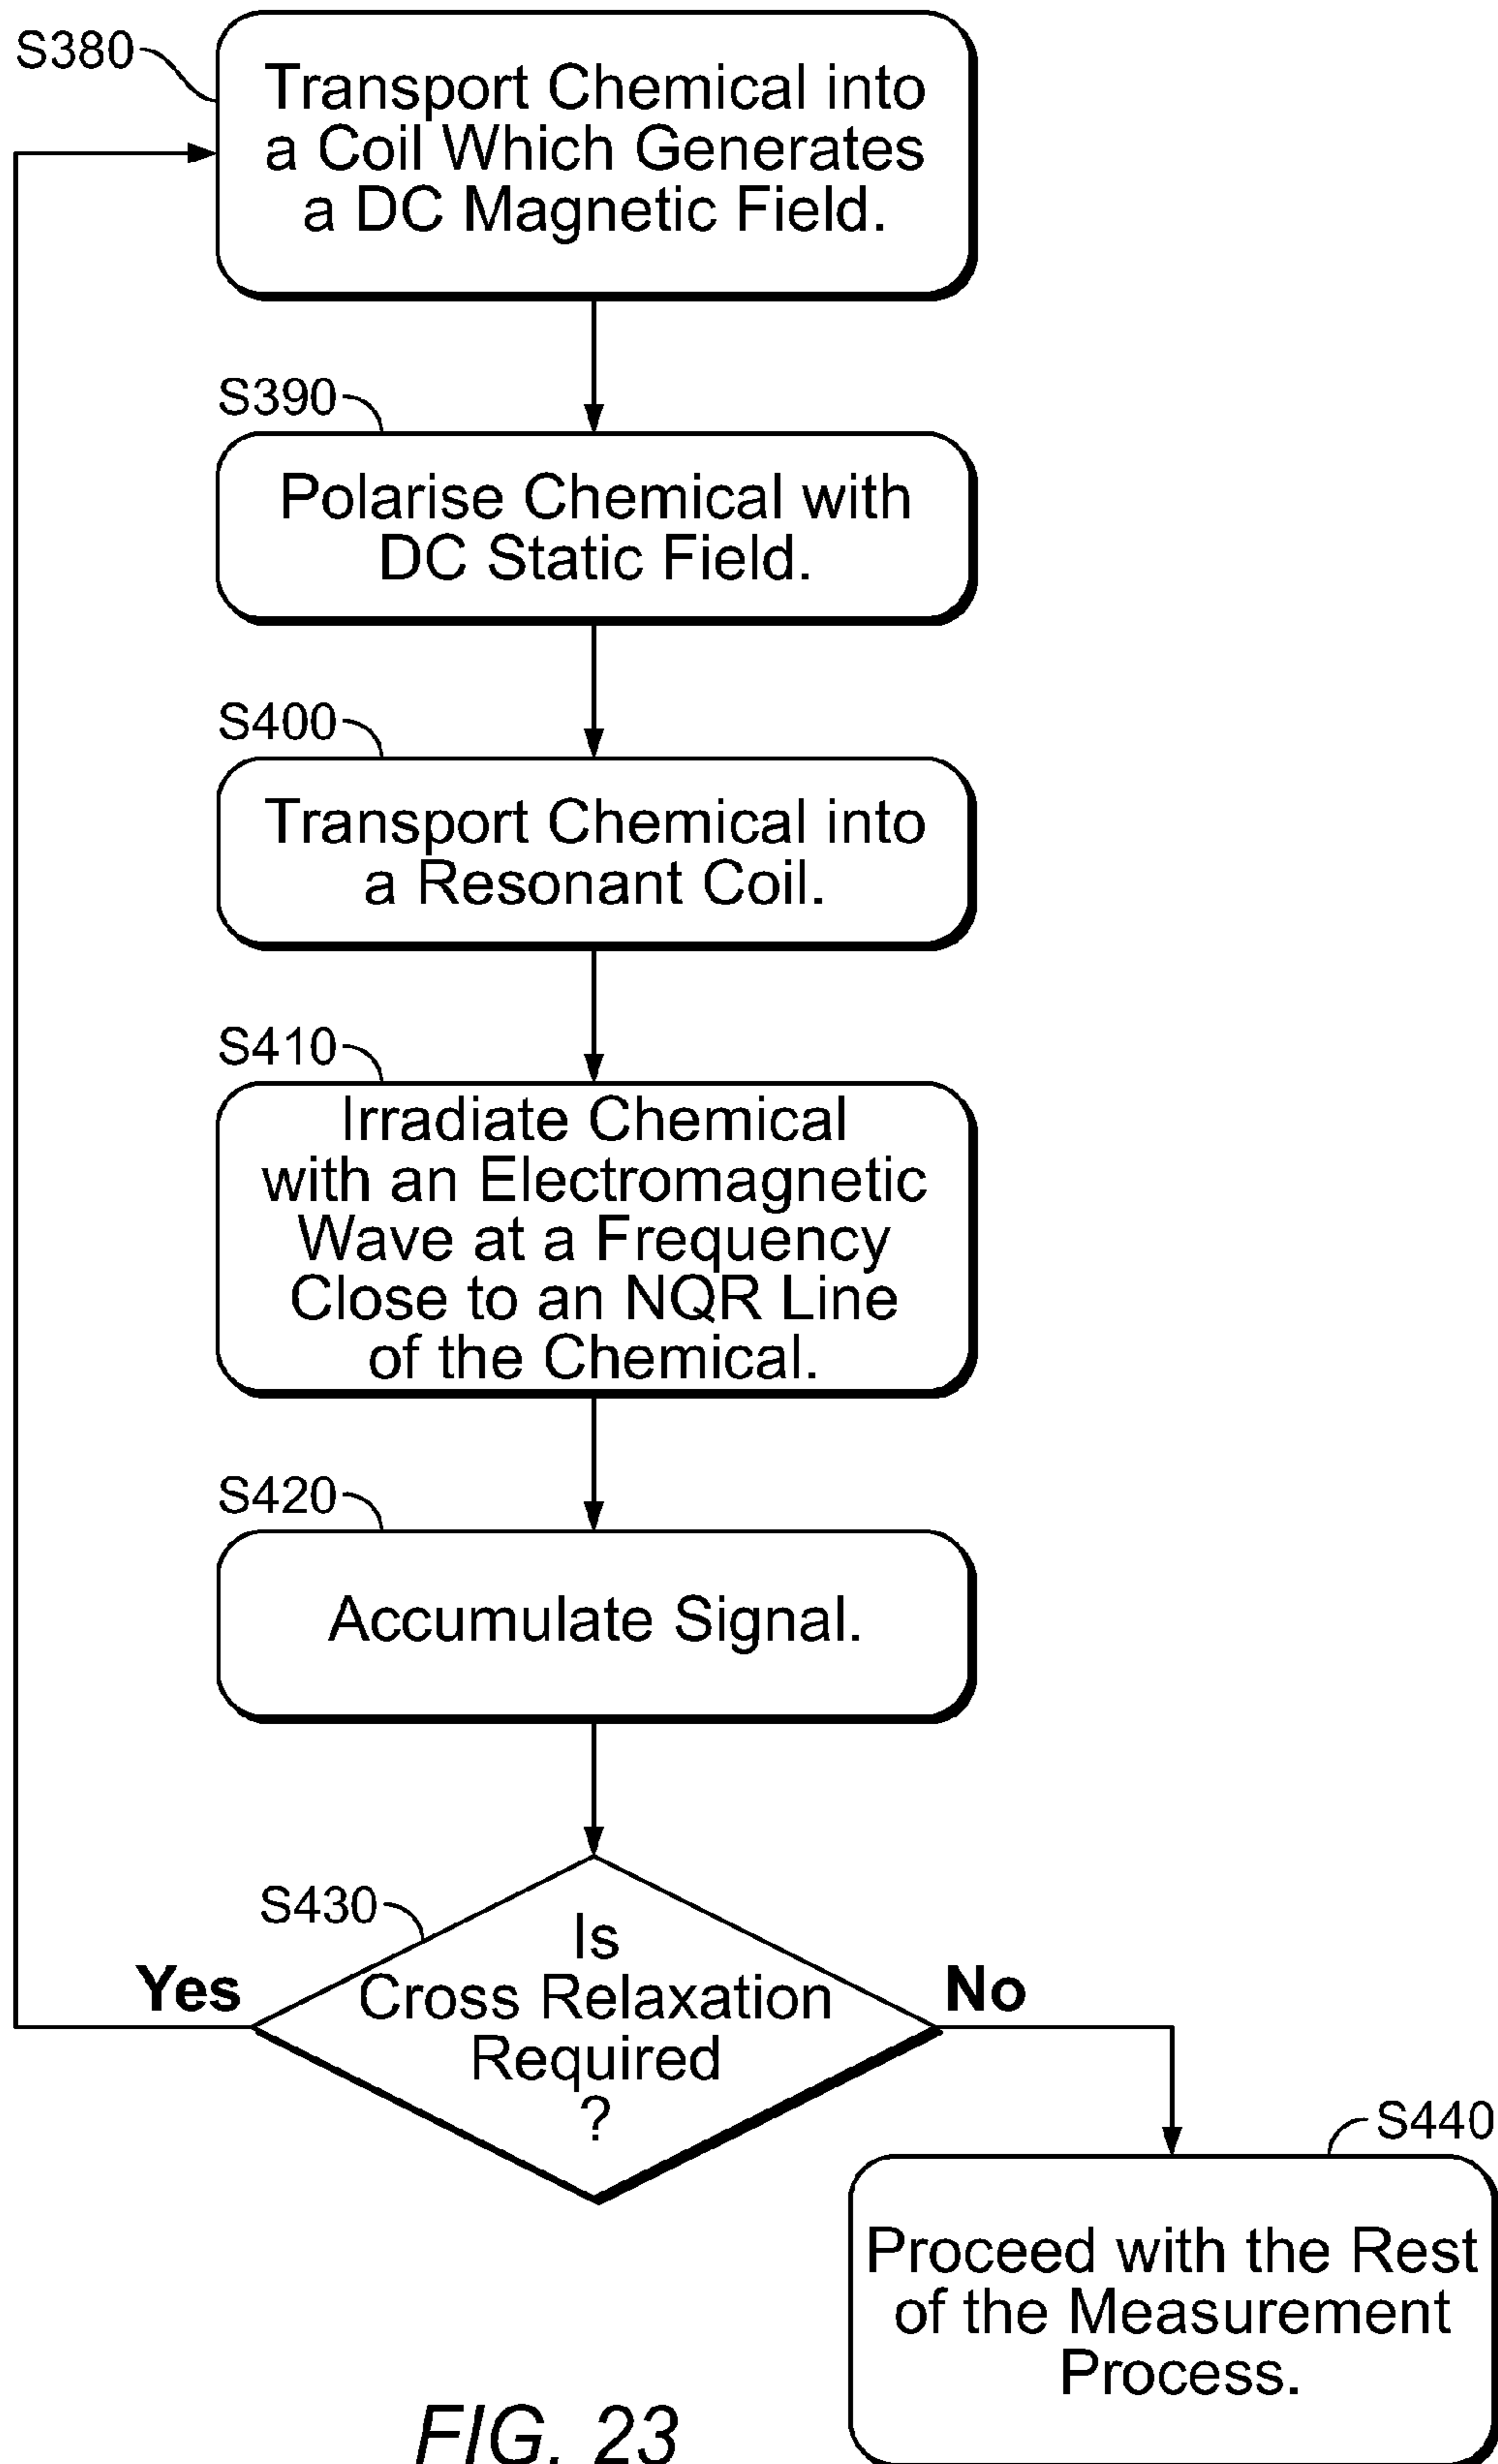 S380
Transport Chemical into
a Coil Which Generates
a DC Magnetic Field.
S390
Polarise Chemical with
DC Static Field.
S400
Transport Chemical into
a Resonant Coil.
S410
Irradiate Chemical
with an Electromagnetic
Wave at a Frequency
Close to an NQR Line
of the Chemical.
S420
Accumulate Signal.
S430
Is
Cross Relaxation
Required
?
Yes
No
S440
Proceed with the Rest
of the Measurement
Process.
FIG. 23